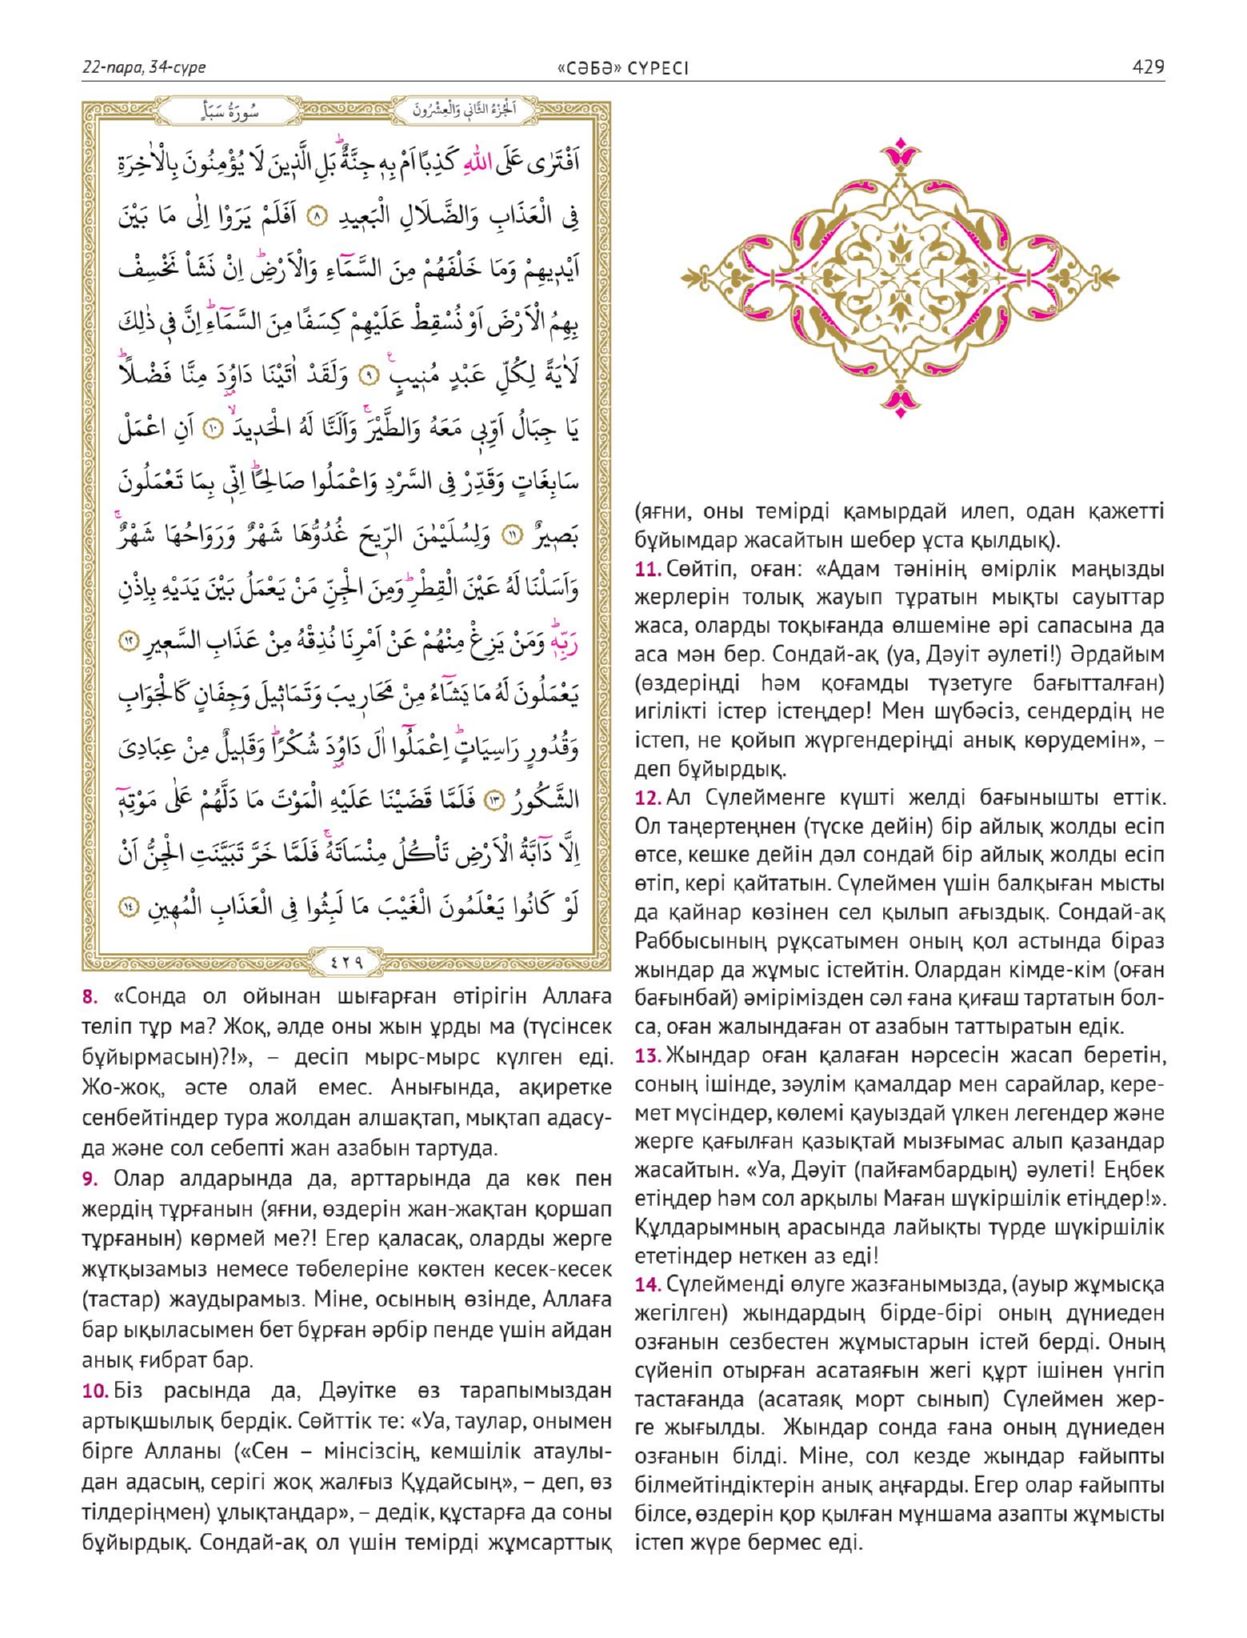 22-пара, 34-сүре
«СӘБӘ» СҮРЕСІ
429
سُورَةُ سَبَأٍ
اَلْجُزْءُ الثَّانِي وَالْعِشْرُونَ
اَفْتَرٰى عَلَى اللّٰهِ كَذِبًا اَمْ بِهٖ جِنَّةٌۜ بَلِ الَّذٖينَ لَا يُؤْمِنُونَ بِالْاٰخِرَةِ
فِى الْعَذَابِ وَالضَّلَالِ الْبَعٖيدِ ﴿٨﴾ اَفَلَمْ يَرَوْا اِلٰى مَا بَيْنَ
اَيْدٖيهِمْ وَمَا خَلْفَهُمْ مِنَ السَّمَٓاءِ وَالْاَرْضِۜ اِنْ نَشَأْ نَخْسِفْ
بِهِمُ الْاَرْضَ اَوْ نُسْقِطْ عَلَيْهِمْ كِسَفًا مِنَ السَّمَٓاءِۜ اِنَّ فٖى ذٰلِكَ
لَاٰيَةً لِكُلِّ عَبْدٍ مُنٖيبٍ ﴿٩﴾ وَلَقَدْ اٰتَيْنَا دَاوُدَ مِنَّا فَضْلًاۜ
يَا جِبَالُ اَوِّبٖى مَعَهُ وَالطَّيْرَۚ وَاَلَنَّا لَهُ الْحَدٖيدَۙ ﴿١٠﴾ اَنِ اعْمَلْ
سَابِغَاتٍ وَقَدِّرْ فِى السَّرْدِ وَاعْمَلُوا صَالِحًاۜ اِنّٖى بِمَا تَعْمَلُونَ
بَصٖيرٌ ﴿١١﴾ وَلِسُلَيْمٰنَ الرّٖيحَ غُدُوُّهَا شَهْرٌ وَرَوَاحُهَا شَهْرٌۚ
وَاَسَلْنَا لَهُ عَيْنَ الْقِطْرِۜ وَمِنَ الْجِنِّ مَنْ يَعْمَلُ بَيْنَ يَدَيْهِ بِاِذْنِ
رَبِّهٖۜ وَمَنْ يَزِغْ مِنْهُمْ عَنْ اَمْرِنَا نُذِقْهُ مِنْ عَذَابِ السَّعٖيرِ ﴿١٢﴾
يَعْمَلُونَ لَهُ مَا يَشَٓاءُ مِنْ مَحَارٖيبَ وَتَمَاثٖيلَ وَجِفَانٍ كَالْجَوَابِ
وَقُدُورٍ رَاسِيَاتٍۜ اِعْمَلُٓوا اٰلَ دَاوُدَ شُكْرًاۜ وَقَلٖيلٌ مِنْ عِبَادِىَ
الشَّكُورُ ﴿١٣﴾ فَلَمَّا قَضَيْنَا عَلَيْهِ الْمَوْتَ مَا دَلَّهُمْ عَلٰى مَوْتِهٖٓ
اِلَّا دَٓابَّةُ الْاَرْضِ تَأْكُلُ مِنْسَاَتَهُۚ فَلَمَّا خَرَّ تَبَيَّنَتِ الْجِنُّ اَنْ
لَوْ كَانُوا يَعْلَمُونَ الْغَيْبَ مَا لَبِثُوا فِى الْعَذَابِ الْمُهٖينِ ﴿١٤﴾
٤٢٩
8. «Сонда ол ойынан шығарған өтірігін Аллаға
теліп тұр ма? Жоқ, әлде оны жын ұрды ма (түсінсек
бұйырмасын)?!», – десіп мырс-мырс күлген еді.
Жо-жоқ, әсте олай емес. Анығында, ақиретке
сенбейтіндер тура жолдан алшақтап, мықтап адасу-
да және сол себепті жан азабын тартуда.
9. Олар алдарында да, арттарында да көк пен
жердің тұрғанын (яғни, өздерін жан-жақтан қоршап
тұрғанын) көрмей ме?! Егер қаласақ, оларды жерге
жұтқызамыз немесе төбелеріне көктен кесек-кесек
(тастар) жаудырамыз. Міне, осының өзінде, Аллаға
бар ықыласымен бет бұрған әрбір пенде үшін айдан
анық ғибрат бар.
10. Біз расында да, Дәуітке өз тарапымыздан
артықшылық бердік. Сөйттік те: «Уа, таулар, онымен
бірге Алланы («Сен – мінсізсің, кемшілік атаулы-
дан адасың, серігі жоқ жалғыз Құдайсың», – деп, өз
тілдеріңмен) ұлықтаңдар», – дедік, құстарға да соны
бұйырдық. Сондай-ақ ол үшін темірді жұмсарттық
(яғни, оны темірді қамырдай илеп, одан қажетті
бұйымдар жасайтын шебер ұста қылдық).
11. Сөйтіп, оған: «Адам тәнінің өмірлік маңызды
жерлерін толық жауып тұратын мықты сауыттар
жаса, оларды тоқығанда өлшеміне әрі сапасына да
аса мән бер. Сондай-ақ (уа, Дәуіт әулеті!) Әрдайым
(өздеріңді һәм қоғамды түзетуге бағытталған)
игілікті істер істеңдер! Мен шүбәсіз, сендердің не
істеп, не қойып жүргендеріңді анық көрудемін», –
деп бұйырдық.
12. Ал Сүлейменге күшті желді бағынышты еттік.
Ол таңертеңнен (түске дейін) бір айлық жолды есіп
өтсе, кешке дейін дәл сондай бір айлық жолды есіп
өтіп, кері қайтатын. Сүлеймен үшін балқыған мысты
да қайнар көзінен сел қылып ағыздық. Сондай-ақ
Раббысының рұқсатымен оның қол астында біраз
жындар да жұмыс істейтін. Олардан кімде-кім (оған
бағынбай) әмірімізден сәл ғана қиғаш тартатын бол-
са, оған жалындаған от азабын таттыратын едік.
13. Жындар оған қалаған нәрсесін жасап беретін,
соның ішінде, зәулім қамалдар мен сарайлар, кере-
мет мүсіндер, көлемі қауыздай үлкен легендер және
жерге қағылған қазықтай мызғымас алып қазандар
жасайтын. «Уа, Дәуіт (пайғамбардың) әулеті! Еңбек
етіңдер һәм сол арқылы Маған шүкіршілік етіңдер!».
Құлдарымның арасында лайықты түрде шүкіршілік
ететіндер неткен аз еді!
14. Сүлейменді өлуге жазғанымызда, (ауыр жұмысқа
жегілген) жындардың бірде-бірі оның дүниеден
озғанын сезбестен жұмыстарын істей берді. Оның
сүйеніп отырған асатаяғын жегі құрт ішінен үнгіп
тастағанда (асатаяқ морт сынып) Сүлеймен жер-
ге жығылды. Жындар сонда ғана оның дүниеден
озғанын білді. Міне, сол кезде жындар ғайыпты
білмейтіндіктерін анық аңғарды. Егер олар ғайыпты
білсе, өздерін қор қылған мұншама азапты жұмысты
істеп жүре бермес еді.